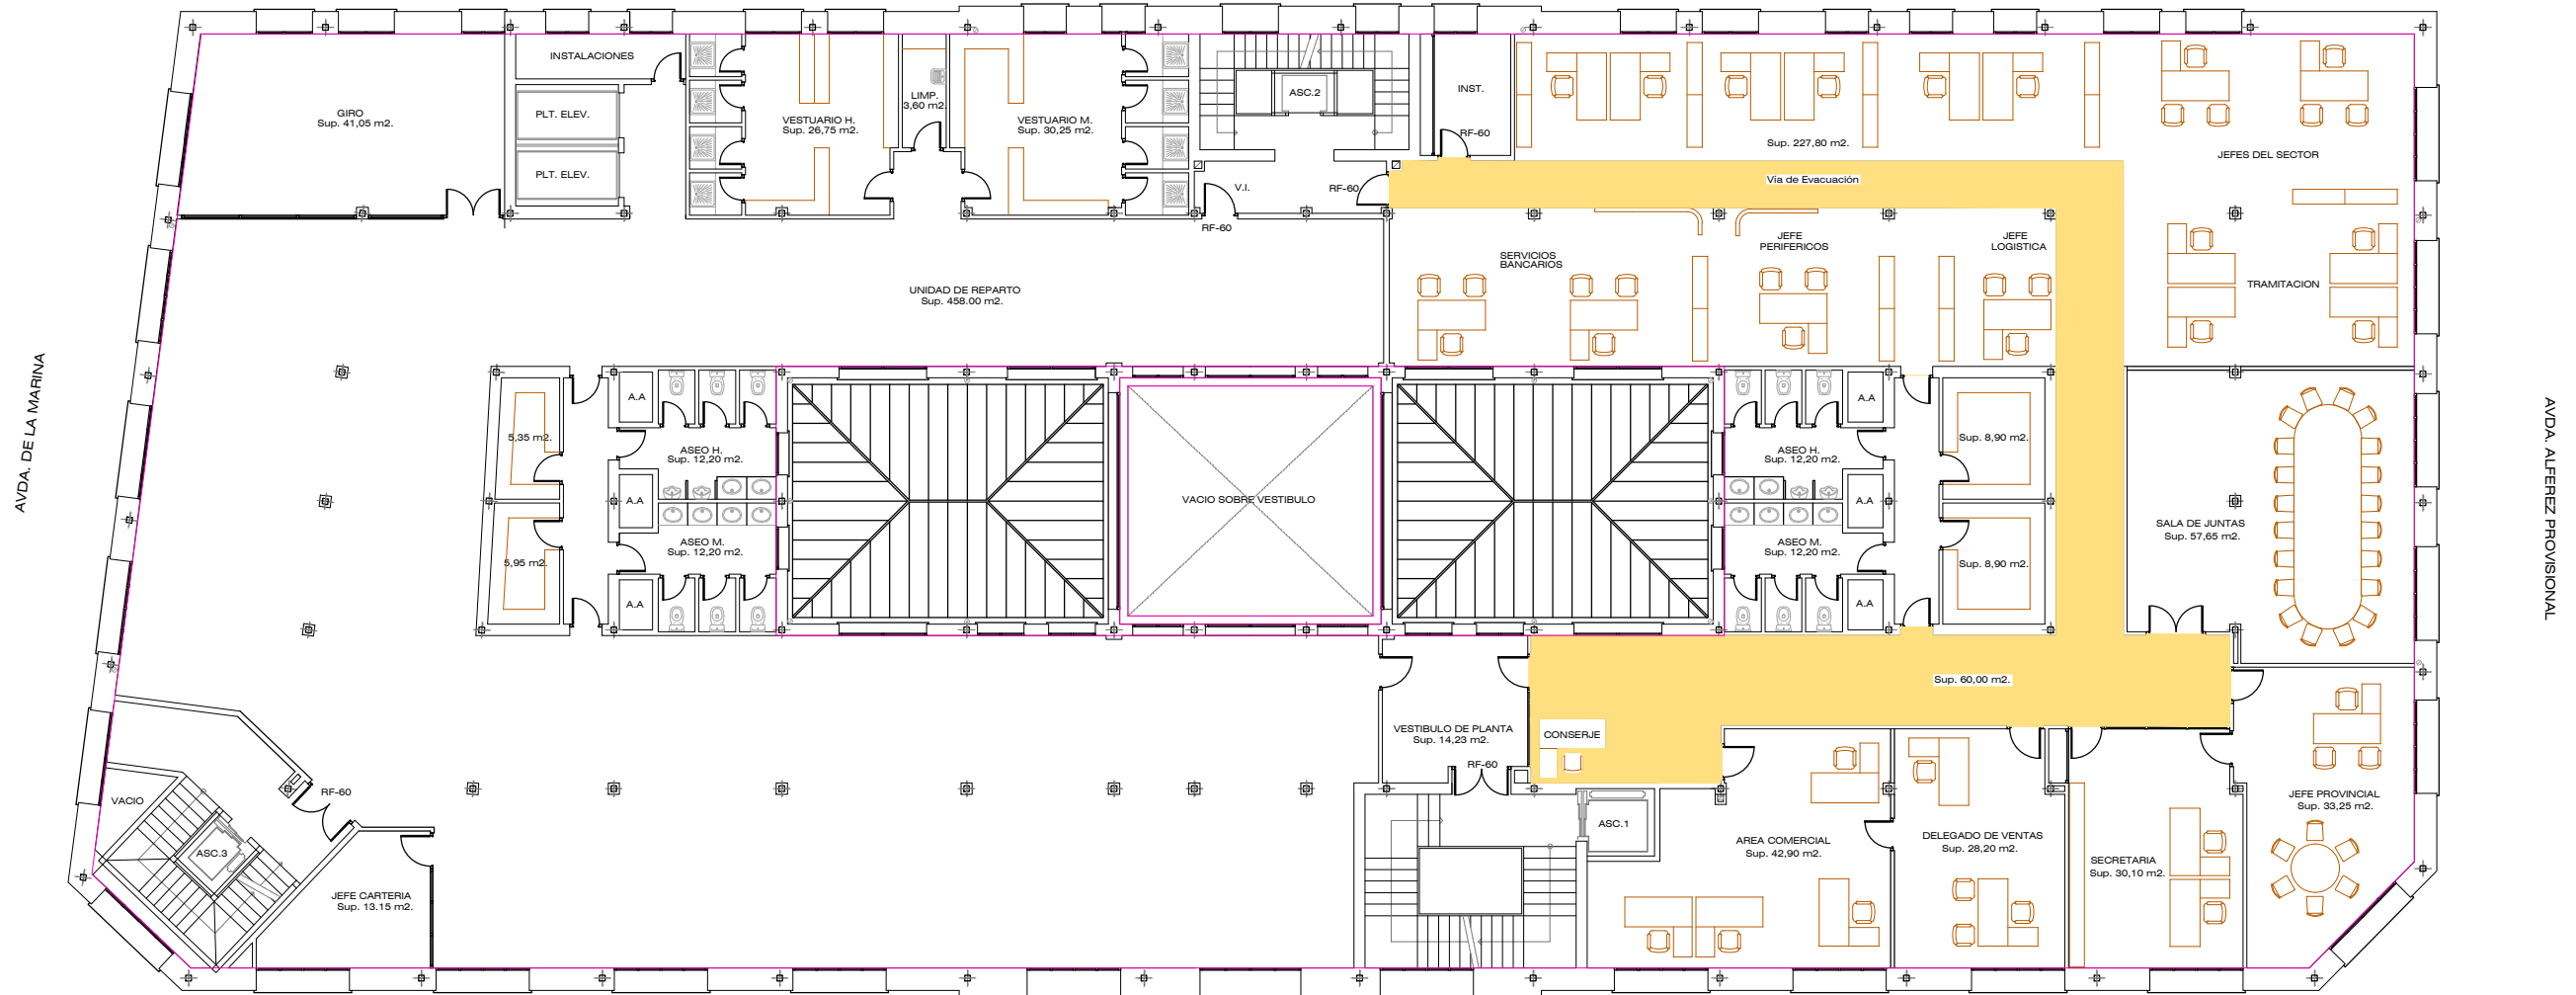 INSTALACIONES
GIRO
Sup. 41,05 m2.
PLT. ELEV.
PLT. ELEV.
VESTUARIO H.
Sup. 26,75 m2.
LIMP.
3,60 m2.
VESTUARIO M.
Sup. 30,25 m2.
ASC.2
INST.
RF-60
Sup. 227,80 m2.
JEFES DEL SECTOR
Via de Evacuación
V.I.
RF-60
RF-60
UNIDAD DE REPARTO
Sup. 458.00 m2.
SERVICIOS
BANCARIOS
JEFE
PERIFERICOS
JEFE
LOGISTICA
TRAMITACION
AVDA. DE LA MARINA
AVDA. ALFEREZ PROVISIONAL
5,35 m2.
5,95 m2.
A.A
A.A
A.A
ASEO H.
Sup. 12,20 m2.
ASEO M.
Sup. 12,20 m2.
VACIO SOBRE VESTIBULO
ASEO H.
Sup. 12,20 m2.
ASEO M.
Sup. 12,20 m2.
A.A
A.A
A.A
Sup. 8,90 m2.
Sup. 8,90 m2.
SALA DE JUNTAS
Sup. 57,65 m2.
Sup. 60,00 m2.
VESTIBULO DE PLANTA
Sup. 14,23 m2.
RF-60
CONSERJE
VACIO
RF-60
ASC.3
JEFE CARTERIA
Sup. 13.15 m2.
ASC.1
AREA COMERCIAL
Sup. 42,90 m2.
DELEGADO DE VENTAS
Sup. 28,20 m2.
SECRETARIA
Sup. 30,10 m2.
JEFE PROVINCIAL
Sup. 33,25 m2.